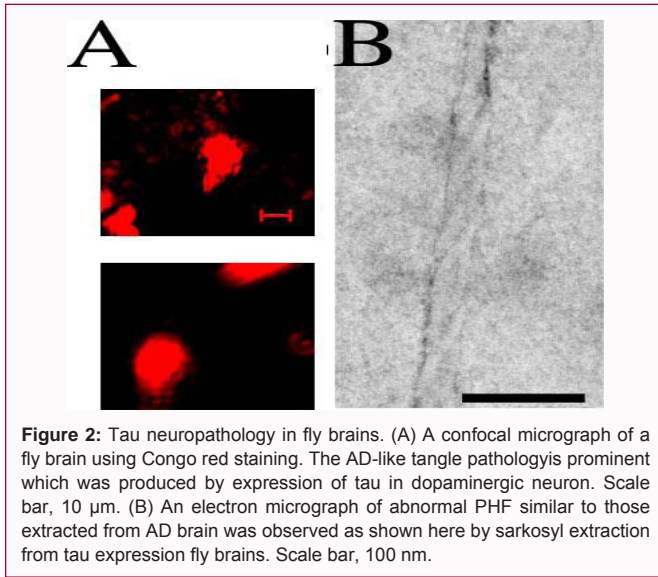 A
B
Figure 2: Tau neuropathology in fly brains. (A) A confocal micrograph of a
fly brain using Congo red staining. The AD-like tangle pathologyis prominent
which was produced by expression of tau in dopaminergic neuron. Scale
bar, 10 µm. (B) An electron micrograph of abnormal PHF similar to those
extracted from AD brain was observed as shown here by sarkosyl extraction
from tau expression fly brains. Scale bar, 100 nm.